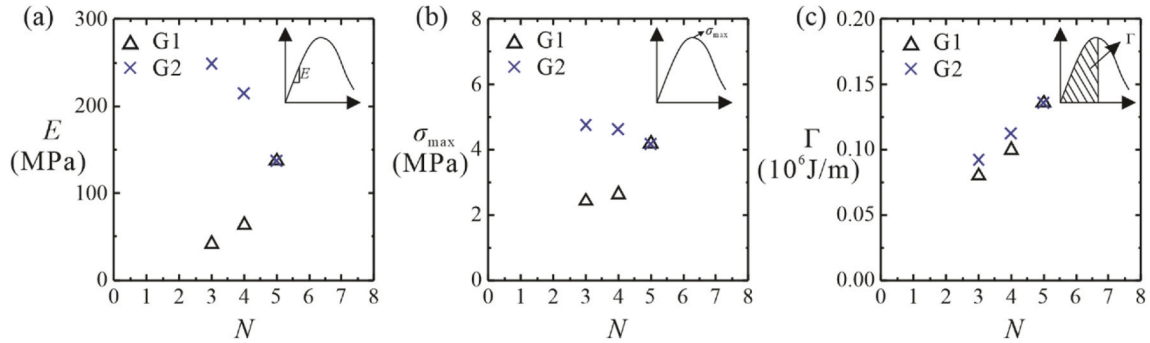 (a)
300
200
100
0
E
(MPa)
G1
G2
E
0 1 2 3 4 5 6 7 8
N
(b)
8
6
4
2
0
σmax
(MPa)
G1
G2
σmax
0 1 2 3 4 5 6 7 8
N
(c)
0.20
0.15
0.10
0.05
0.00
Γ
(10⁶J/m)
G1
G2
Γ
0 1 2 3 4 5 6 7 8
N